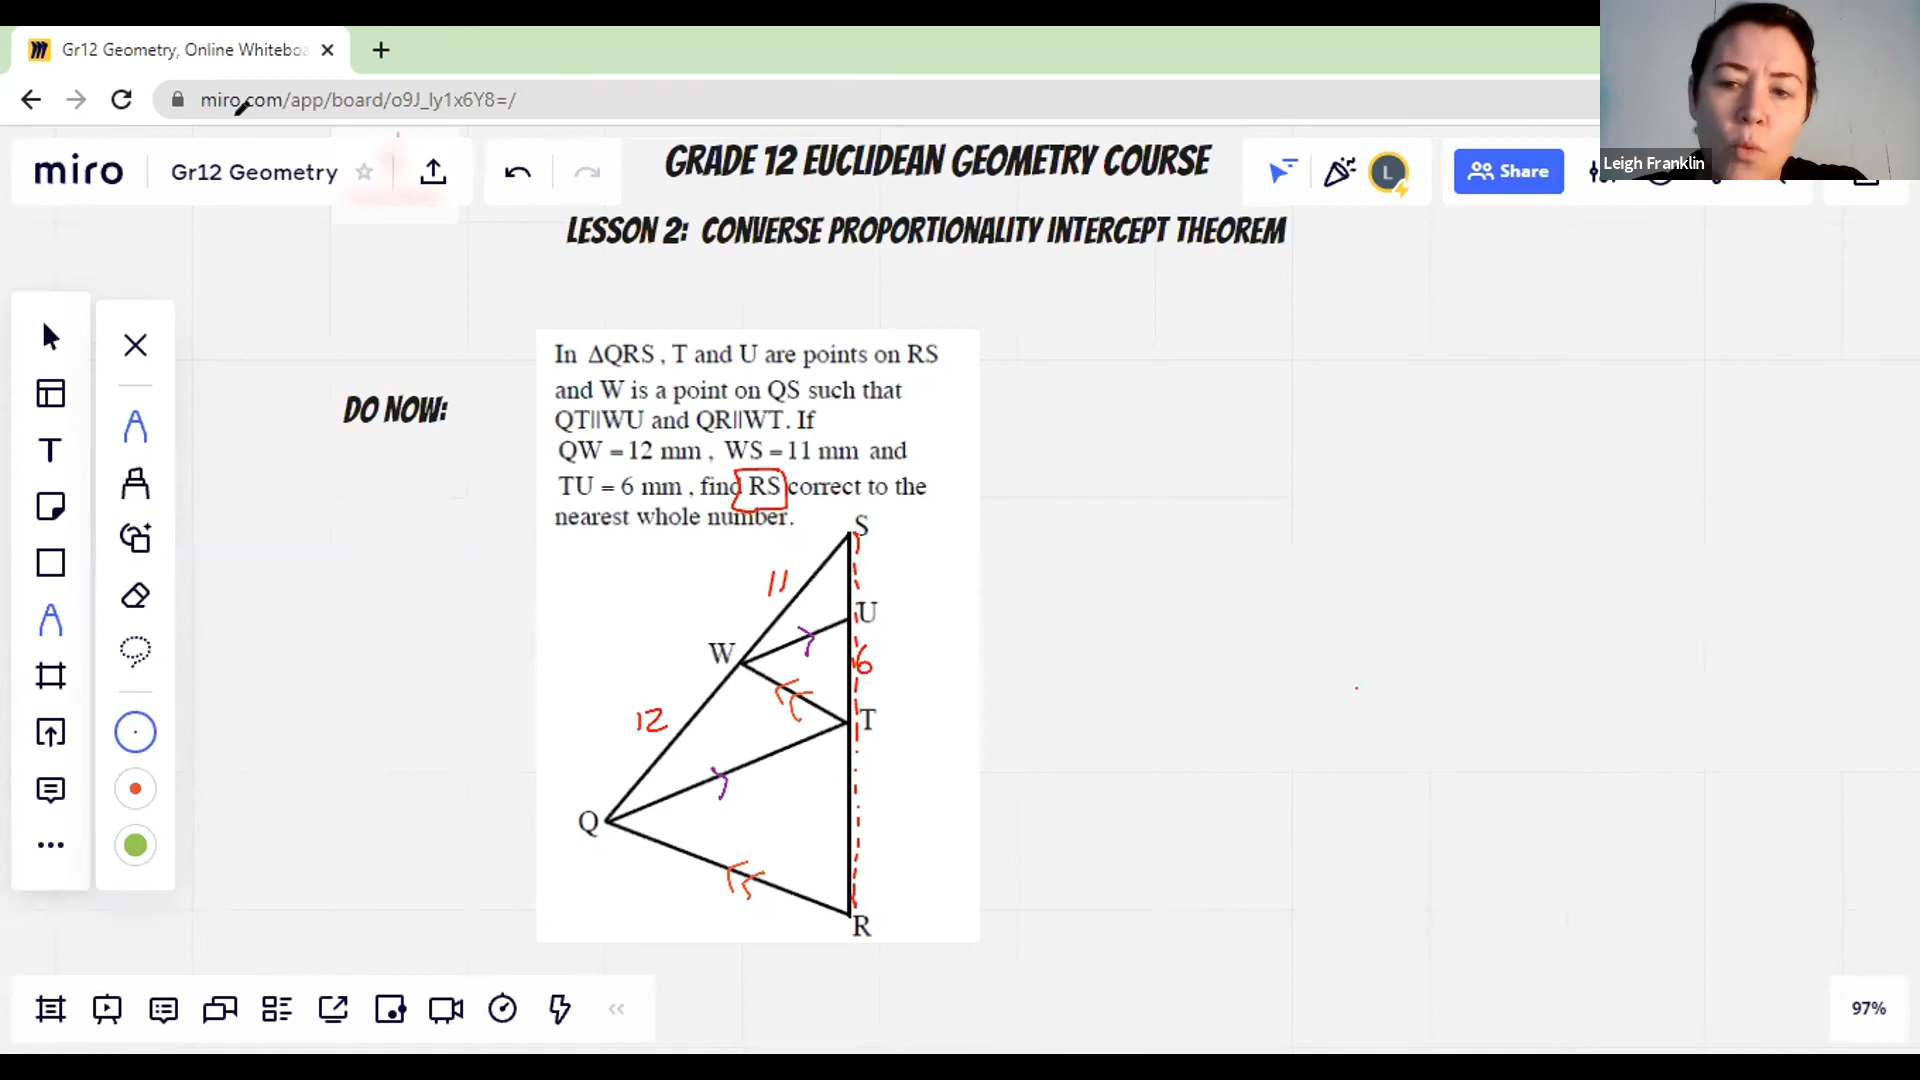 Gr12 Geometry, Online Whiteboa
miro.com/app/board/o9J_ly1x6Y8=/
Leigh Franklin
miro
Gr12 Geometry
GRADE 12 EUCLIDEAN GEOMETRY COURSE
L
Share
LESSON 2: CONVERSE PROPORTIONALITY INTERCEPT THEOREM
DO NOW:
In ΔQRS, T and U are points on RS
and W is a point on QS such that
QT||WU and QR||WT. If
QW = 12 mm, WS = 11 mm and
TU = 6 mm, find RS correct to the
nearest whole number.
S
11
U
W
6
12
T
Q
R
T
97%